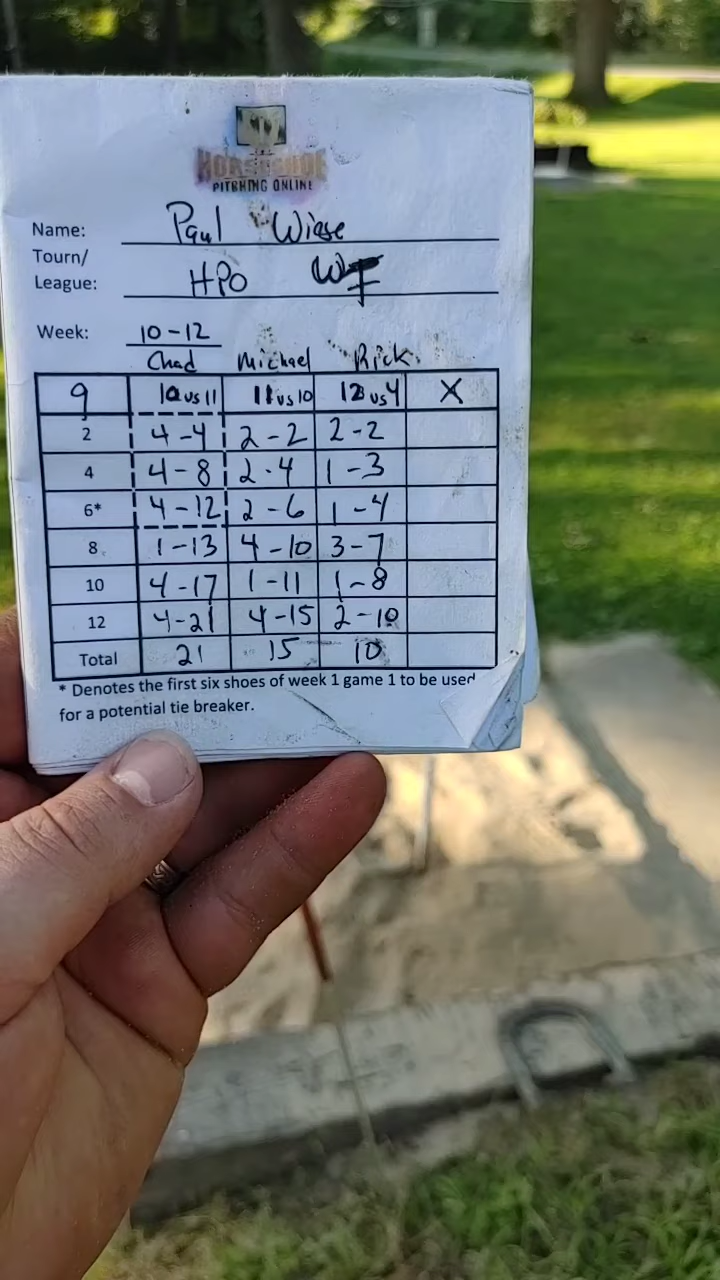 HORSESHOE
PITCHING ONLINE
Name: Paul Wiese
Tourn/
League: HPO
Week: 10-12
Chad Michael Rick
9 10 vs 11 11 vs 10 12 vs 4 X
2 4-4 2-2 2-2
4 4-8 2-4 1-3
6* 4-12 2-6 1-4
8 1-13 4-10 3-7
10 4-17 1-11 1-8
12 4-21 4-15 2-10
Total 21 15 10
* Denotes the first six shoes of week 1 game 1 to be used
for a potential tie breaker.